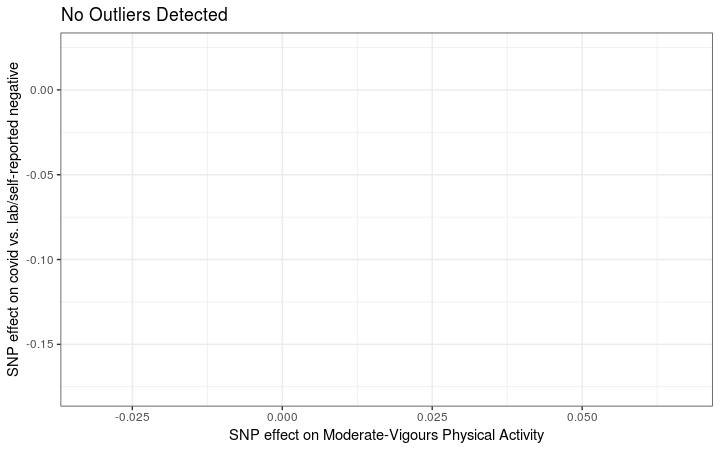 No Outliers Detected
SNP effect on covid vs. lab/self-reported negative
0.00
-0.05
-0.10
-0.15
-0.025
0.000
0.025
0.050
SNP effect on Moderate-Vigours Physical Activity